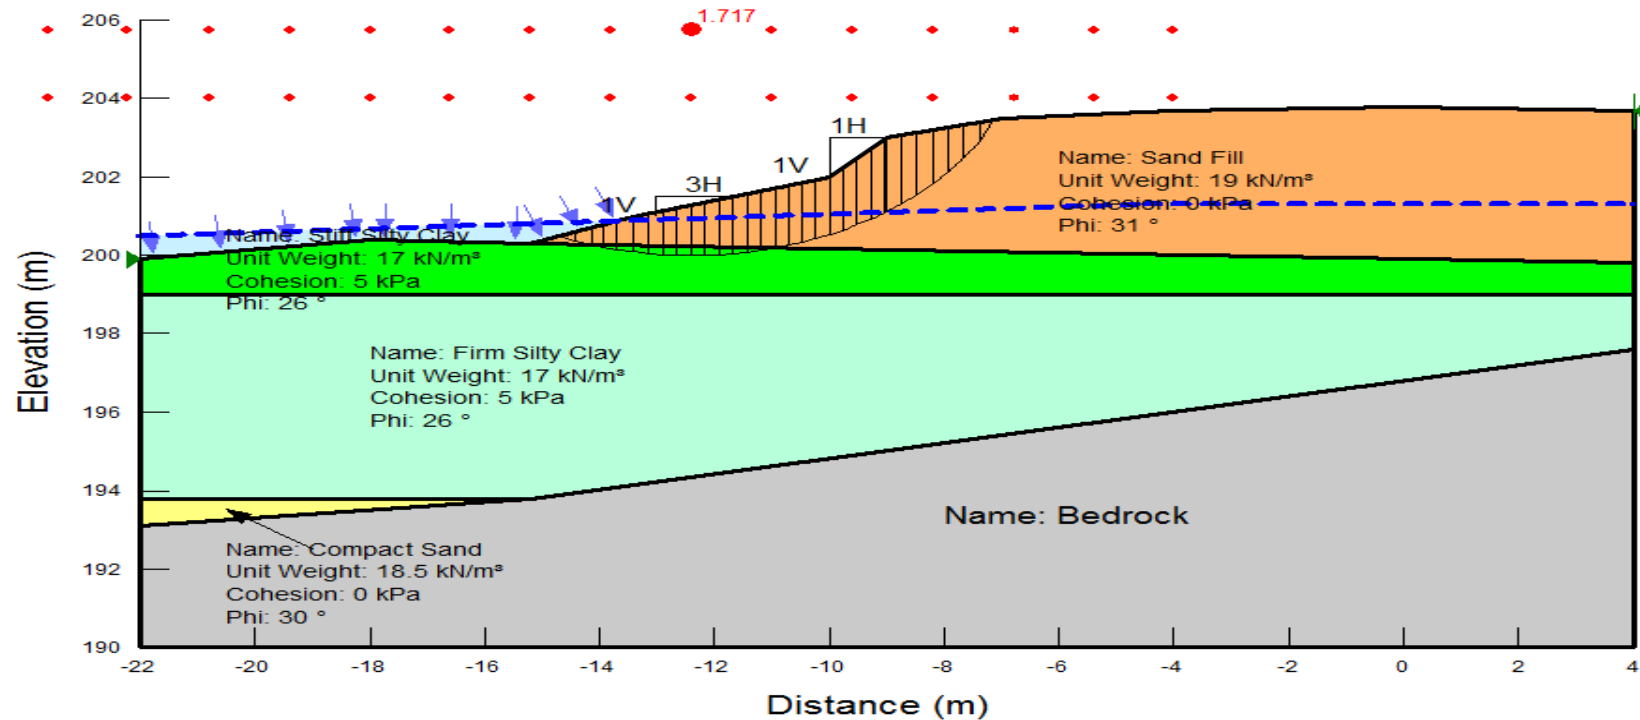 206
1.717
204
1H
1V
3H
1V
202
Name: Sand Fill
Unit Weight: 19 kN/m³
Cohesion: 0 kPa
Phi: 31 °
200
Name: Stiff Silty Clay
Unit Weight: 17 kN/m³
Cohesion: 5 kPa
Phi: 26 °
198
Name: Firm Silty Clay
Unit Weight: 17 kN/m³
Cohesion: 5 kPa
Phi: 26 °
196
194
Name: Bedrock
Name: Compact Sand
Unit Weight: 18.5 kN/m³
Cohesion: 0 kPa
Phi: 30 °
192
190
Elevation (m)
-22 -20 -18 -16 -14 -12 -10 -8 -6 -4 -2 0 2 4
Distance (m)